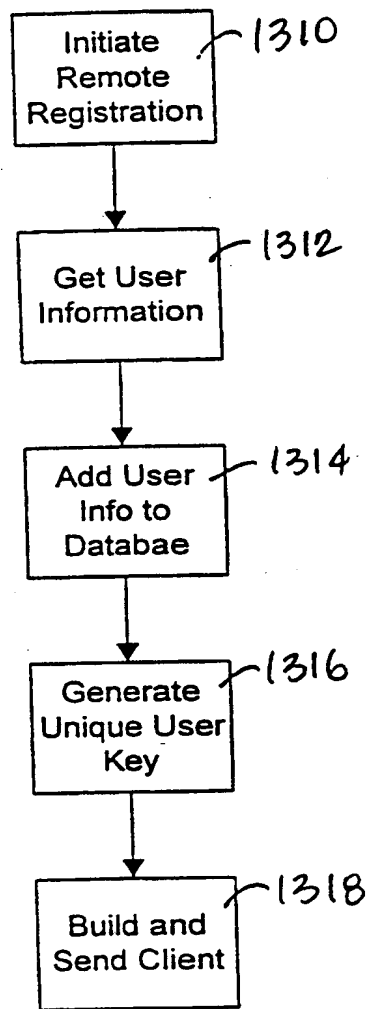 Initiate
Remote
Registration
1310
Get User
Information
1312
Add User
Info to
Databae
1314
Generate
Unique User
Key
1316
Build and
Send Client
1318